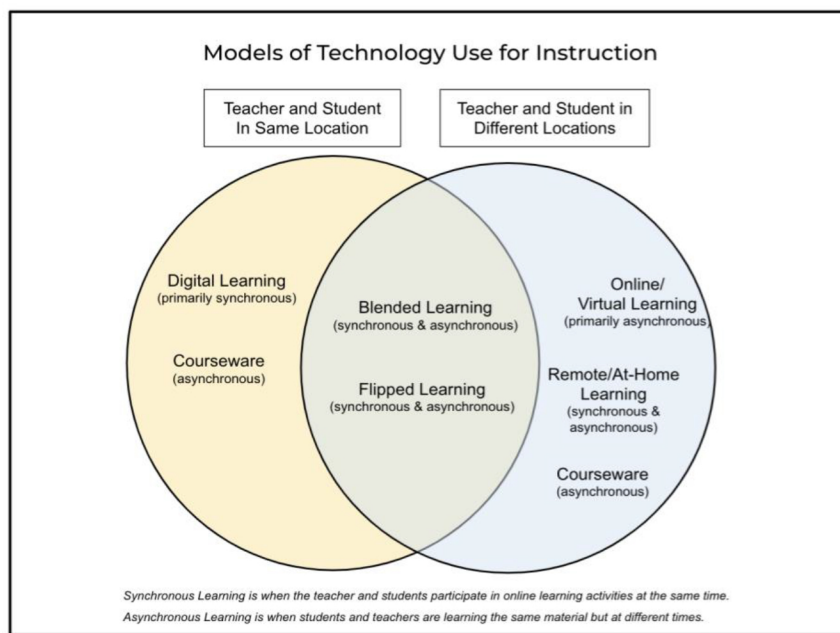 Models of Technology Use for Instruction
Teacher and Student
In Same Location
Teacher and Student in
Different Locations
Digital Learning
(primarily synchronous)
Courseware
(asynchronous)
Blended Learning
(synchronous & asynchronous)
Flipped Learning
(synchronous & asynchronous)
Online/
Virtual Learning
(primarily asynchronous)
Remote/At-Home
Learning
(synchronous &
asynchronous)
Courseware
(asynchronous)
Synchronous Learning is when the teacher and students participate in online learning activities at the same time.
Asynchronous Learning is when students and teachers are learning the same material but at different times.